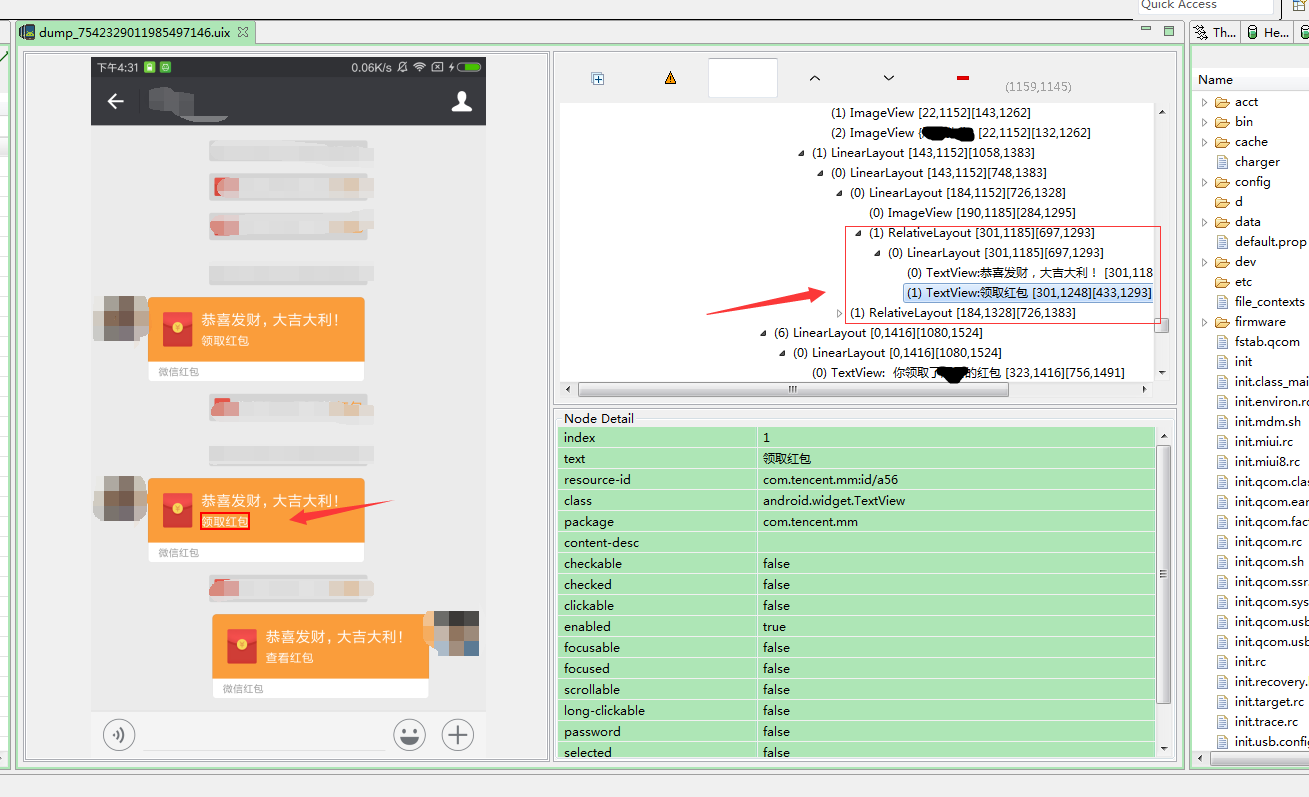 Quick Access
dump_7542329011985497146.uix
Th...
He...
下午4:31
0.06K/s
恭喜发财，大吉大利！
领取红包
微信红包
恭喜发财，大吉大利！
领取红包
微信红包
恭喜发财，大吉大利！
查看红包
微信红包
(1159,1145)
(1) ImageView [22,1152][143,1262]
(2) ImageView [22,1152][132,1262]
(1) LinearLayout [143,1152][1058,1383]
(0) LinearLayout [143,1152][748,1383]
(0) LinearLayout [184,1152][726,1328]
(0) ImageView [190,1185][284,1295]
(1) RelativeLayout [301,1185][697,1293]
(0) LinearLayout [301,1185][697,1293]
(0) TextView:恭喜发财，大吉大利！ [301,118
(1) TextView:领取红包 [301,1248][433,1293]
(1) RelativeLayout [184,1328][726,1383]
(6) LinearLayout [0,1416][1080,1524]
(0) LinearLayout [0,1416][1080,1524]
(0) TextView: 你领取了的红包 [323,1416][756,1491]
Node Detail
index 1
text 领取红包
resource-id com.tencent.mm:id/a56
class android.widget.TextView
package com.tencent.mm
content-desc
checkable false
checked false
clickable false
enabled true
focusable false
focused false
scrollable false
long-clickable false
password false
selected false
Name
acct
bin
cache
charger
config
d
data
default.prop
dev
etc
file_contexts
firmware
fstab.qcom
init
init.class_mai
init.environ.rc
init.mdm.sh
init.miui.rc
init.miui8.rc
init.qcom.clas
init.qcom.ear
init.qcom.fact
init.qcom.rc
init.qcom.sh
init.qcom.ssr
init.qcom.sys
init.qcom.usb
init.qcom.usb
init.rc
init.recovery.
init.target.rc
init.trace.rc
init.usb.config